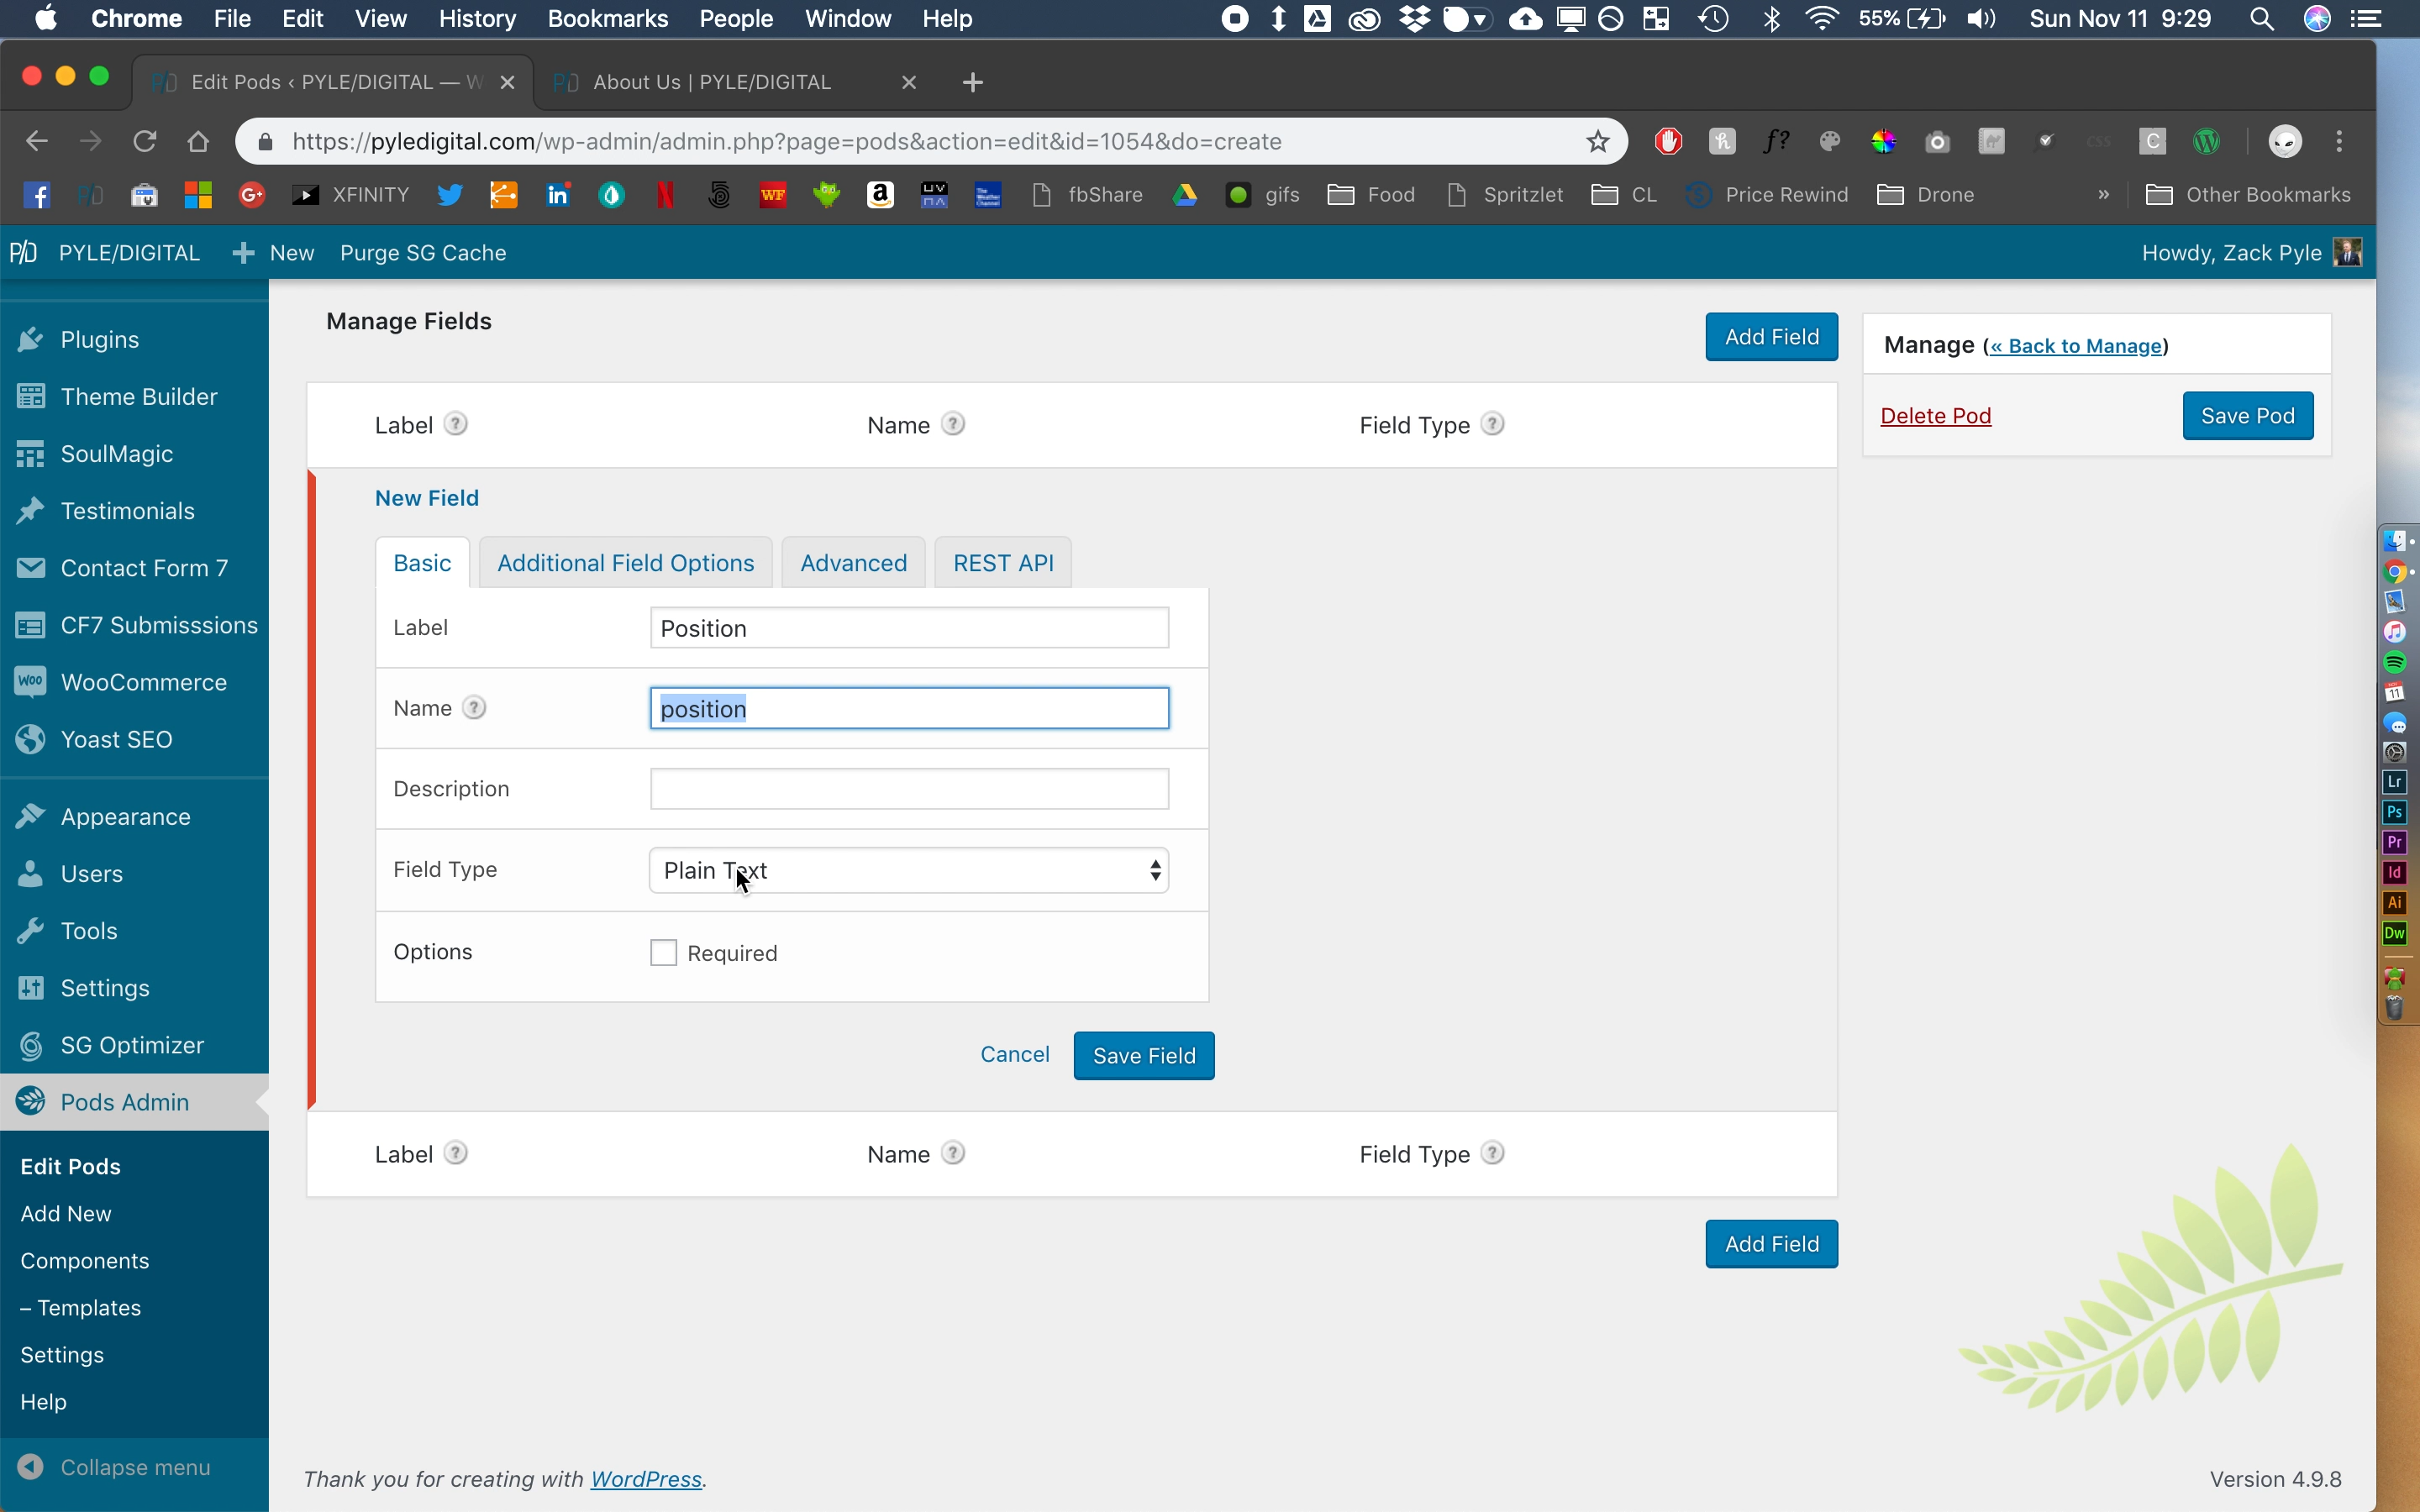 Chrome File Edit View History Bookmarks People Window Help 55% Sun Nov 11 9:29
Edit Pods ‹ PYLE/DIGITAL — W About Us | PYLE/DIGITAL
https://pyledigital.com/wp-admin/admin.php?page=pods&action=edit&id=1054&do=create
XFINITY fbShare gifs Food Spritzlet CL Price Rewind Drone » Other Bookmarks
P/D PYLE/DIGITAL + New Purge SG Cache Howdy, Zack Pyle
Plugins
Theme Builder
SoulMagic
Testimonials
Contact Form 7
CF7 Submisssions
WooCommerce
Yoast SEO
Appearance
Users
Tools
Settings
SG Optimizer
Pods Admin
Edit Pods
Add New
Components
– Templates
Settings
Help
Collapse menu
Manage Fields
Add Field
Label ? Name ? Field Type ?
New Field
Basic Additional Field Options Advanced REST API
Label Position
Name ? position
Description
Field Type Plain Text
Options Required
Cancel Save Field
Label ? Name ? Field Type ?
Add Field
Manage (« Back to Manage)
Delete Pod Save Pod
Lr
Ps
Pr
Id
Ai
Dw
Thank you for creating with WordPress.
Version 4.9.8